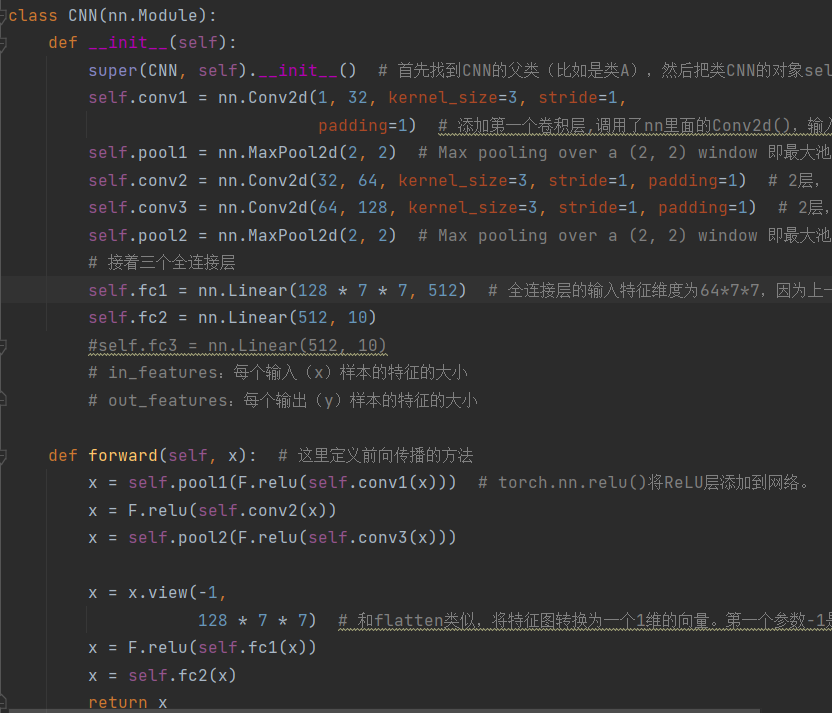 class CNN(nn.Module):
    def __init__(self):
        super(CNN, self).__init__()  # 首先找到CNN的父类（比如是类A），然后把类CNN的对象sel
        self.conv1 = nn.Conv2d(1, 32, kernel_size=3, stride=1,
                               padding=1)  # 添加第一个卷积层,调用了nn里面的Conv2d()，输入
        self.pool1 = nn.MaxPool2d(2, 2)  # Max pooling over a (2, 2) window 即最大池
        self.conv2 = nn.Conv2d(32, 64, kernel_size=3, stride=1, padding=1)  # 2层，
        self.conv3 = nn.Conv2d(64, 128, kernel_size=3, stride=1, padding=1)  # 2层，
        self.pool2 = nn.MaxPool2d(2, 2)  # Max pooling over a (2, 2) window 即最大池
        # 接着三个全连接层
        self.fc1 = nn.Linear(128 * 7 * 7, 512)  # 全连接层的输入特征维度为64*7*7，因为上一
        self.fc2 = nn.Linear(512, 10)
        #self.fc3 = nn.Linear(512, 10)
        # in_features：每个输入（x）样本的特征的大小
        # out_features：每个输出（y）样本的特征的大小
    def forward(self, x):  # 这里定义前向传播的方法
        x = self.pool1(F.relu(self.conv1(x)))  # torch.nn.relu()将ReLU层添加到网络。
        x = F.relu(self.conv2(x))
        x = self.pool2(F.relu(self.conv3(x)))
        x = x.view(-1,
                   128 * 7 * 7)  # 和flatten类似，将特征图转换为一个1维的向量。第一个参数-1是
        x = F.relu(self.fc1(x))
        x = self.fc2(x)
        return x